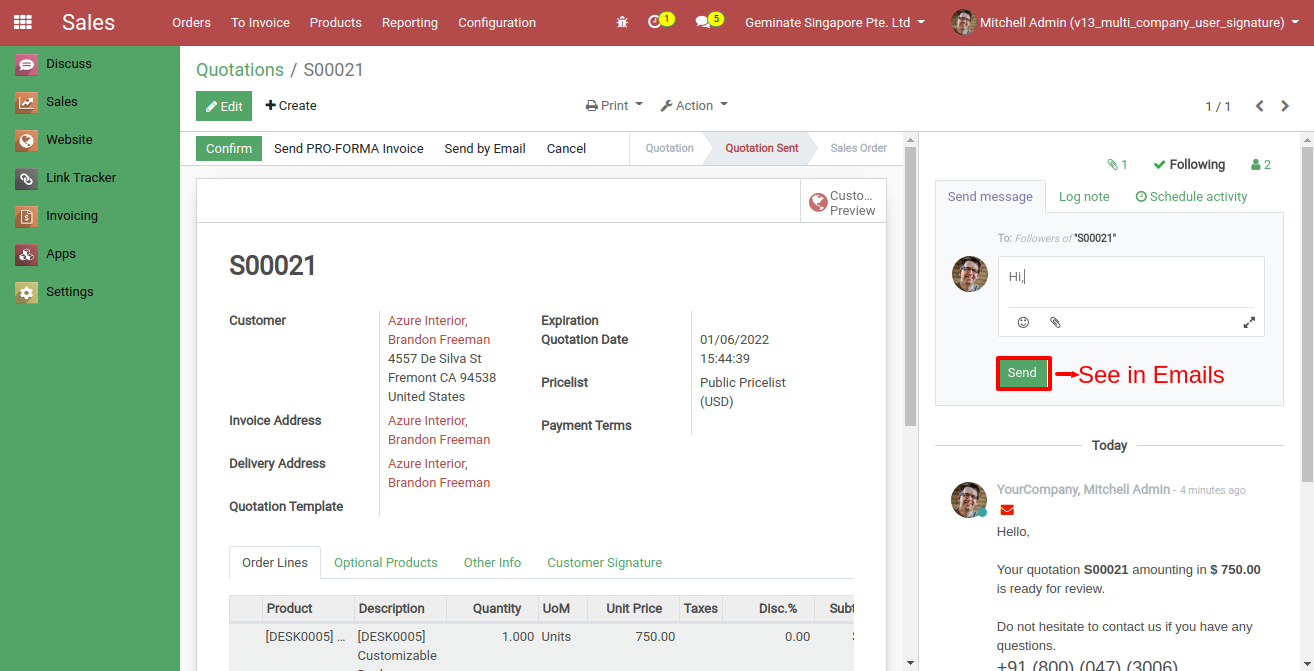 Sales
Orders
To Invoice
Products
Reporting
Configuration
1
5
Geminate Singapore Pte. Ltd
Mitchell Admin (v13_multi_company_user_signature)
Discuss
Sales
Website
Link Tracker
Invoicing
Apps
Settings
Quotations / S00021
Edit
Create
Print
Action
1 / 1
Confirm
Send PRO-FORMA Invoice
Send by Email
Cancel
Quotation
Quotation Sent
Sales Order
Custo...
Preview
S00021
Customer
Azure Interior,
Brandon Freeman
4557 De Silva St
Fremont CA 94538
United States
Invoice Address
Azure Interior,
Brandon Freeman
Delivery Address
Azure Interior,
Brandon Freeman
Quotation Template
Expiration
Quotation Date
01/06/2022
15:44:39
Pricelist
Public Pricelist
(USD)
Payment Terms
Order Lines
Optional Products
Other Info
Customer Signature
Product
Description
Quantity
UoM
Unit Price
Taxes
Disc.%
[DESK0005] ...
[DESK0005]
Customizable
1.000
Units
750.00
0.00
1
Following
2
Send message
Log note
Schedule activity
To: Followers of "S00021"
Hi,
Send
See in Emails
Today
YourCompany, Mitchell Admin - 4 minutes ago
Hello,
Your quotation S00021 amounting in $ 750.00
is ready for review.
Do not hesitate to contact us if you have any
questions.
+91 (800) (047) (3006)